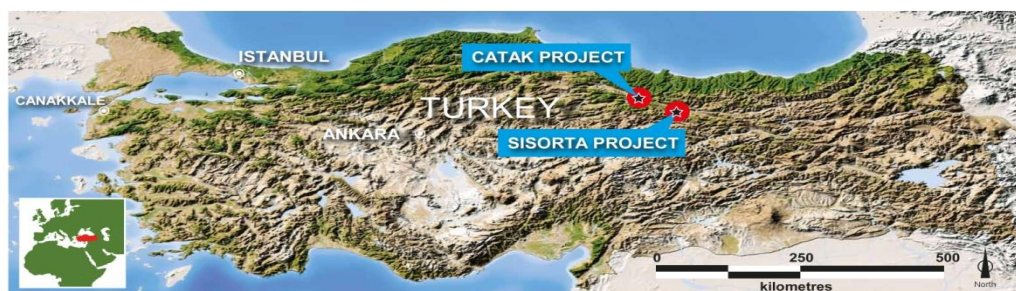 ISTANBUL
CATAK PROJECT
CANAKKALE
TURKEY
ANKARA
SISORTA PROJECT
0 250 500
kilometres
North